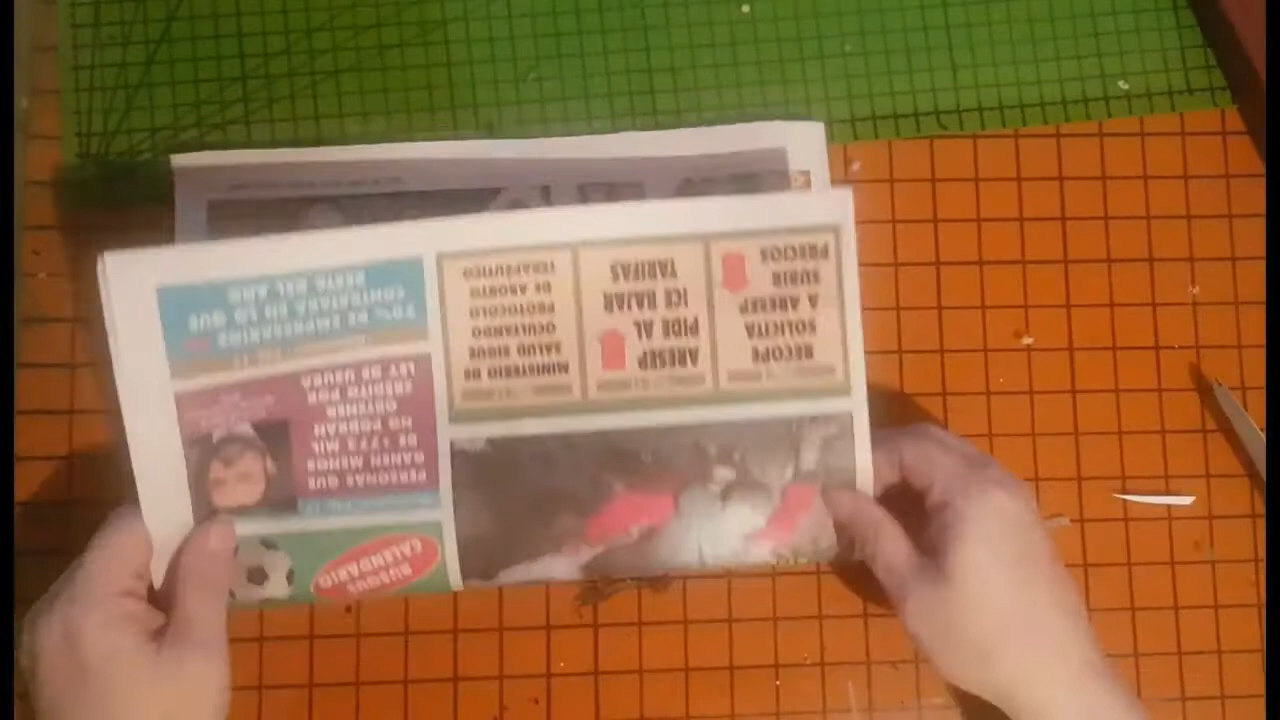 BUSQUE
CALENDARIO
PERSONAS QUE
GANEN MENOS
DE ¢772 MIL
NO PODRÁN
OBTENER
CRÉDITO POR
LEY DE USURA
70% DE EMPRESARIOS
CONTRATARÁ EN LO QUE
RESTA DEL AÑO
RECOPE
SOLICITA
A ARESEP
SUBIR
PRECIOS
ARESEP
PIDE AL
ICE BAJAR
TARIFAS
MINISTERIO DE
SALUD SIGUE
OCULTANDO
PROTOCOLO
DE ABORTO
TERAPÉUTICO